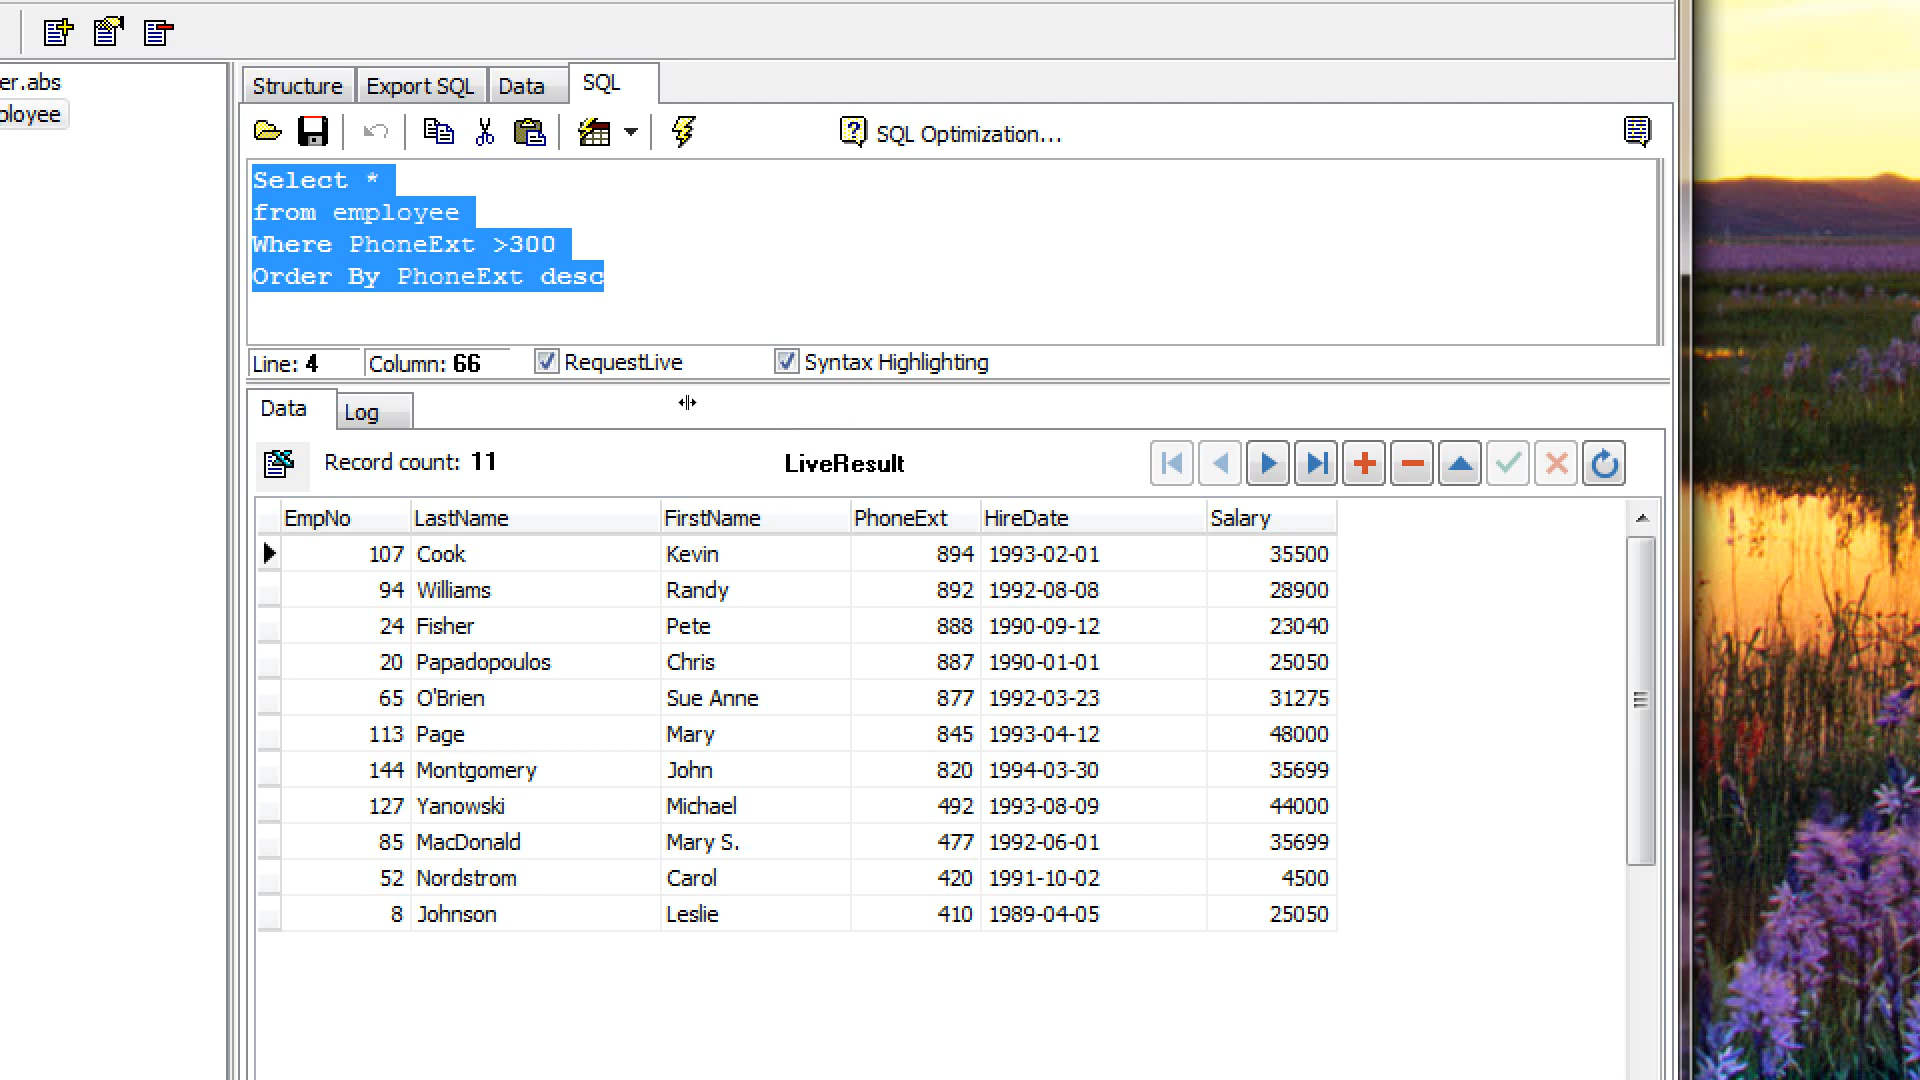 er.abs
ployee
Structure Export SQL Data SQL
SQL Optimization...
Select *
from employee
Where PhoneExt >300
Order By PhoneExt desc
Line: 4 Column: 66 RequestLive Syntax Highlighting
Data Log
Record count: 11 LiveResult
EmpNo LastName FirstName PhoneExt HireDate Salary
107 Cook Kevin 894 1993-02-01 35500
94 Williams Randy 892 1992-08-08 28900
24 Fisher Pete 888 1990-09-12 23040
20 Papadopoulos Chris 887 1990-01-01 25050
65 O'Brien Sue Anne 877 1992-03-23 31275
113 Page Mary 845 1993-04-12 48000
144 Montgomery John 820 1994-03-30 35699
127 Yanowski Michael 492 1993-08-09 44000
85 MacDonald Mary S. 477 1992-06-01 35699
52 Nordstrom Carol 420 1991-10-02 4500
8 Johnson Leslie 410 1989-04-05 25050